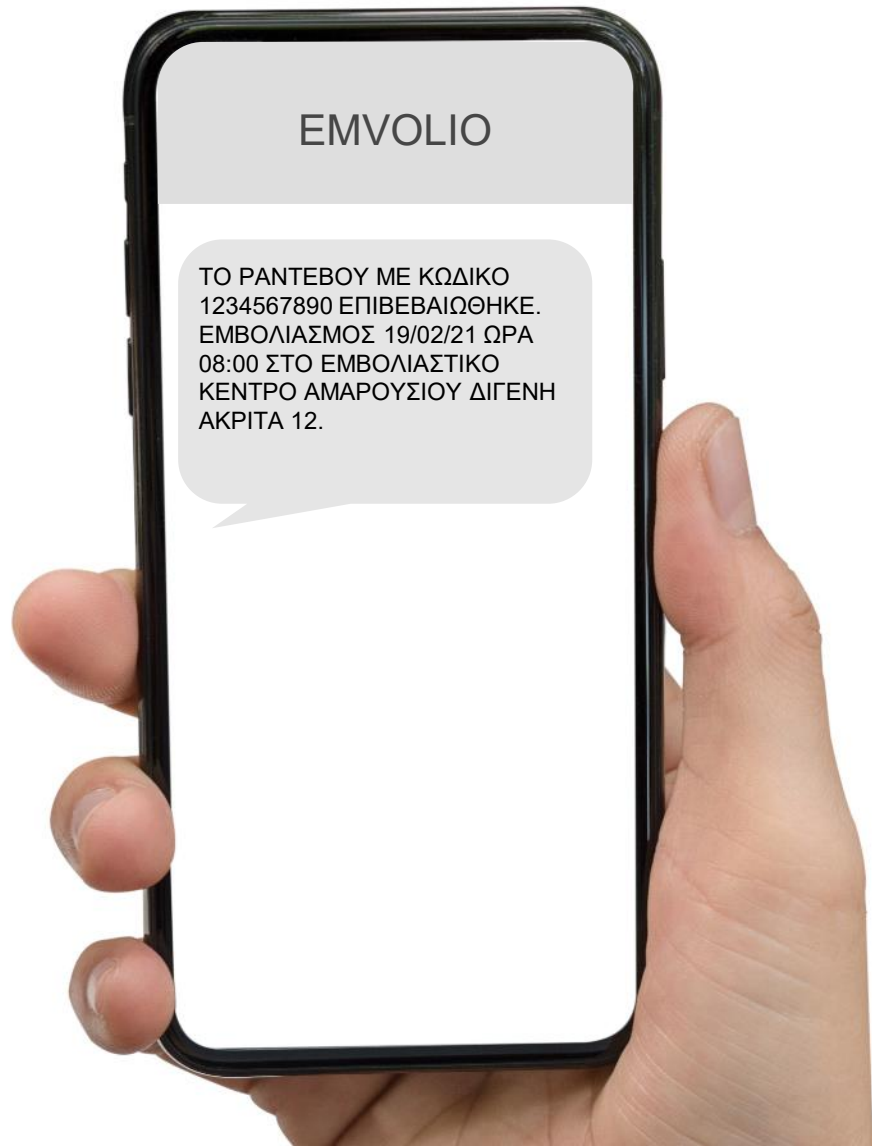 EMVOLIO
ΤΟ ΡΑΝΤΕΒΟΥ ΜΕ ΚΩΔΙΚΟ
1234567890 ΕΠΙΒΕΒΑΙΩΘΗΚΕ.
ΕΜΒΟΛΙΑΣΜΟΣ 19/02/21 ΩΡΑ
08:00 ΣΤΟ ΕΜΒΟΛΙΑΣΤΙΚΟ
ΚΕΝΤΡΟ ΑΜΑΡΟΥΣΙΟΥ ΔΙΓΕΝΗ
ΑΚΡΙΤΑ 12.